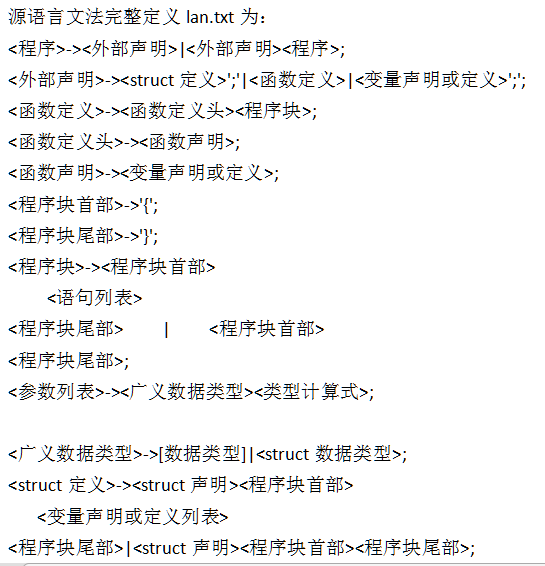 源语言文法完整定义 lan.txt 为：
<程序>-><外部声明>|<外部声明><程序>;
<外部声明>-><struct 定义>';'|<函数定义>|<变量声明或定义>';';
<函数定义>-><函数定义头><程序块>;
<函数定义头>-><函数声明>;
<函数声明>-><变量声明或定义>;
<程序块首部>->'{';
<程序块尾部>->'}';
<程序块>-><程序块首部>
<语句列表>
<程序块尾部> | <程序块首部>
<程序块尾部>;
<参数列表>-><广义数据类型><类型计算式>;
<广义数据类型>->[数据类型]|<struct 数据类型>;
<struct 定义>-><struct 声明><程序块首部>
<变量声明或定义列表>
<程序块尾部>|<struct 声明><程序块首部><程序块尾部>;